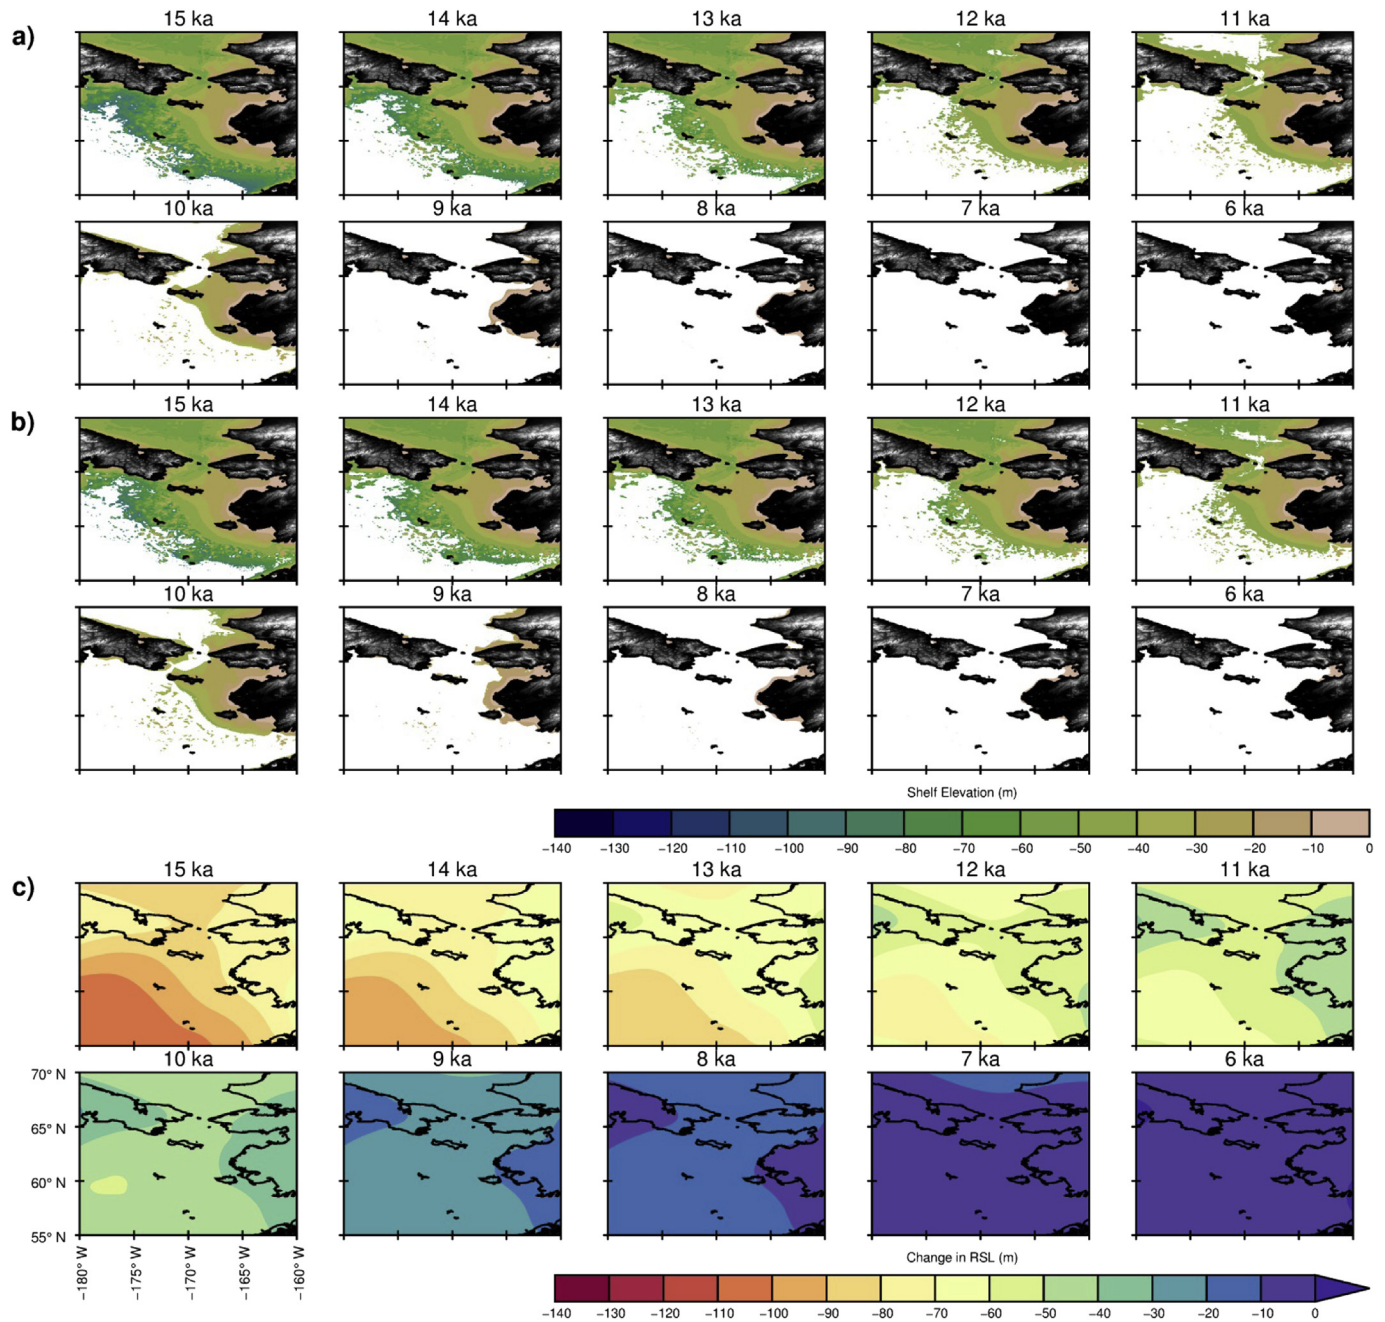 a)
15 ka 14 ka 13 ka 12 ka 11 ka
10 ka 9 ka 8 ka 7 ka 6 ka
b)
15 ka 14 ka 13 ka 12 ka 11 ka
10 ka 9 ka 8 ka 7 ka 6 ka
Shelf Elevation (m)
−140 −130 −120 −110 −100 −90 −80 −70 −60 −50 −40 −30 −20 −10 0
c)
15 ka 14 ka 13 ka 12 ka 11 ka
10 ka 9 ka 8 ka 7 ka 6 ka
70° N
65° N
60° N
55° N
−180° W −175° W −170° W −165° W −160° W
Change in RSL (m)
−140 −130 −120 −110 −100 −90 −80 −70 −60 −50 −40 −30 −20 −10 0